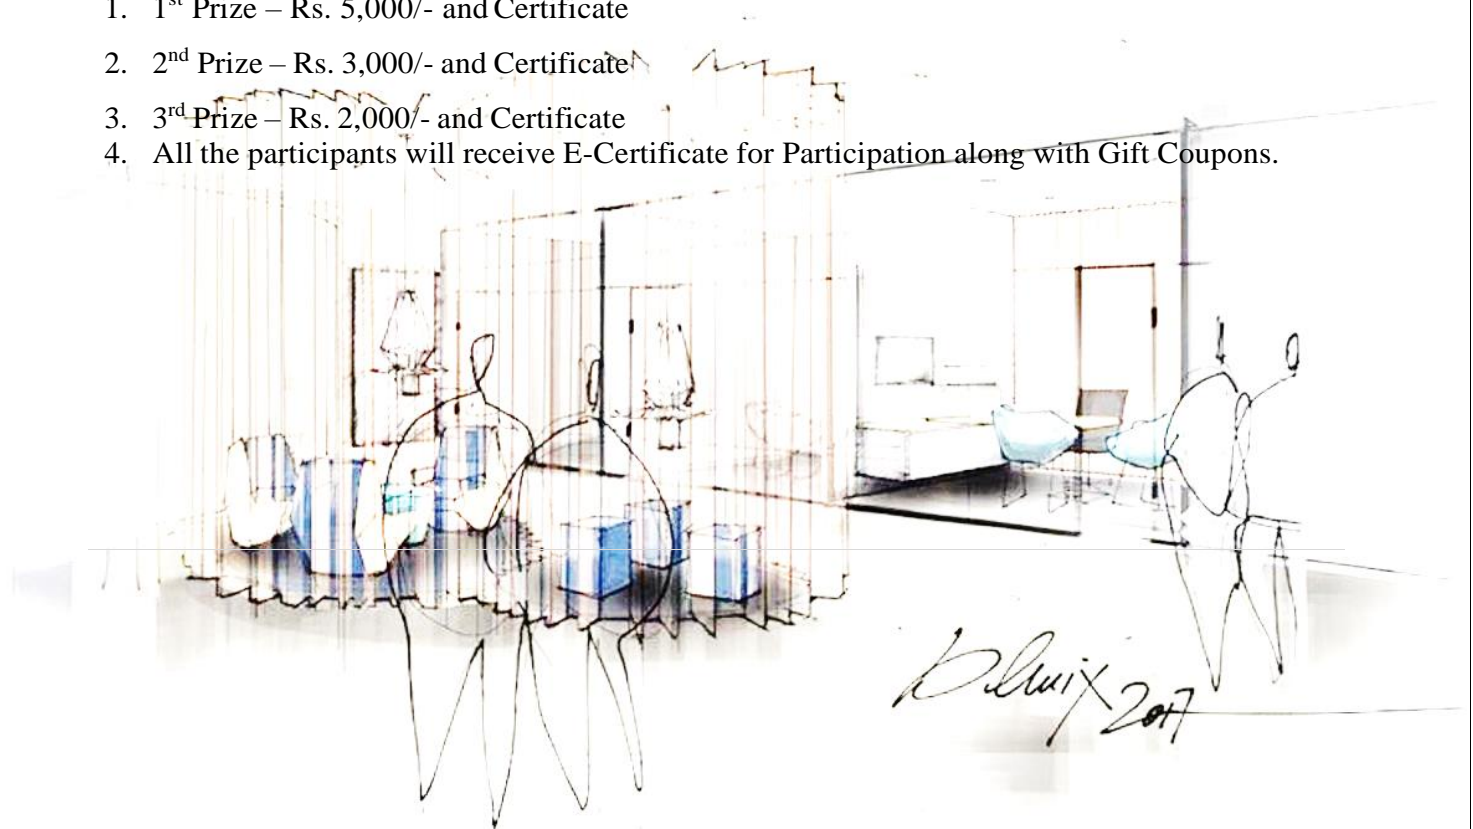 1. 1st Prize – Rs. 5,000/- and Certificate
2. 2nd Prize – Rs. 3,000/- and Certificate
3. 3rd Prize – Rs. 2,000/- and Certificate
4. All the participants will receive E-Certificate for Participation along with Gift Coupons.
2017